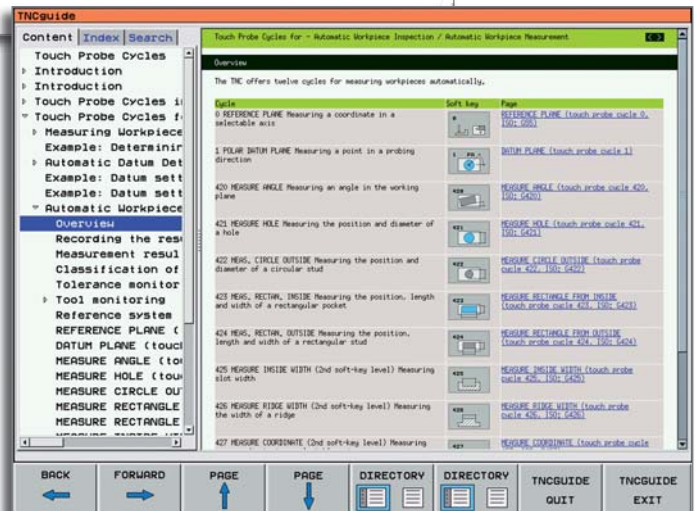 TNCguide
Content Index Search
Touch Probe Cycles
Introduction
Introduction
Touch Probe Cycles i
Touch Probe Cycles f
Measuring Workpiece
Example: Determinin
Automatic Datum Det
Example: Datum sett
Example: Datum sett
Automatic Workpiece
Overview
Recording the res
Measurement resul
Classification of
Tolerance monitor
Tool monitoring
Reference system
REFERENCE PLANE (
DATUM PLANE (touc
MEASURE ANGLE (to
MEASURE HOLE (tou
MEASURE CIRCLE OU
MEASURE RECTANGLE
MEASURE RECTANGLE
Touch Probe Cycles for - Automatic Workpiece Inspection / Automatic Workpiece Measurement
Overview
The TNC offers twelve cycles for measuring workpieces automatically.
Cycle Soft key Page
0 REFERENCE PLANE Measuring a coordinate in a
selectable axis
REFERENCE PLANE (touch probe cycle 0,
ISO: G55)
1 POLAR DATUM PLANE Measuring a point in a probing
direction
DATUM PLANE (touch probe cycle 1)
420 MEASURE ANGLE Measuring an angle in the working
plane
420
MEASURE ANGLE (touch probe cycle 420,
ISO: G420)
421 MEASURE HOLE Measuring the position and diameter of
a hole
421
MEASURE HOLE (touch probe cycle 421,
ISO: G421)
422 MEAS. CIRCLE OUTSIDE Measuring the position and
diameter of a circular stud
422
MEASURE CIRCLE OUTSIDE (touch probe
cycle 422, ISO: G422)
423 MEAS. RECTAN. INSIDE Measuring the position, length
and width of a rectangular pocket
423
MEASURE RECTANGLE FROM INSIDE
(touch probe cycle 423, ISO: G423)
424 MEAS. RECTAN. OUTSIDE Measuring the position,
length and width of a rectangular stud
424
MEASURE RECTANGLE FROM OUTSIDE
(touch probe cycle 424, ISO: G424)
425 MEASURE INSIDE WIDTH (2nd soft-key level) Measuring
slot width
425
MEASURE INSIDE WIDTH (touch probe
cycle 425, ISO: G425)
426 MEASURE RIDGE WIDTH (2nd soft-key level) Measuring
the width of a ridge
426
MEASURE RIDGE WIDTH (touch probe
cycle 426, ISO: G426)
427 MEASURE COORDINATE (2nd soft-key level) Measuring
427
MEASURE COORDINATE (touch probe cycle
BACK FORWARD PAGE PAGE DIRECTORY DIRECTORY TNCGUIDE TNCGUIDE
QUIT EXIT